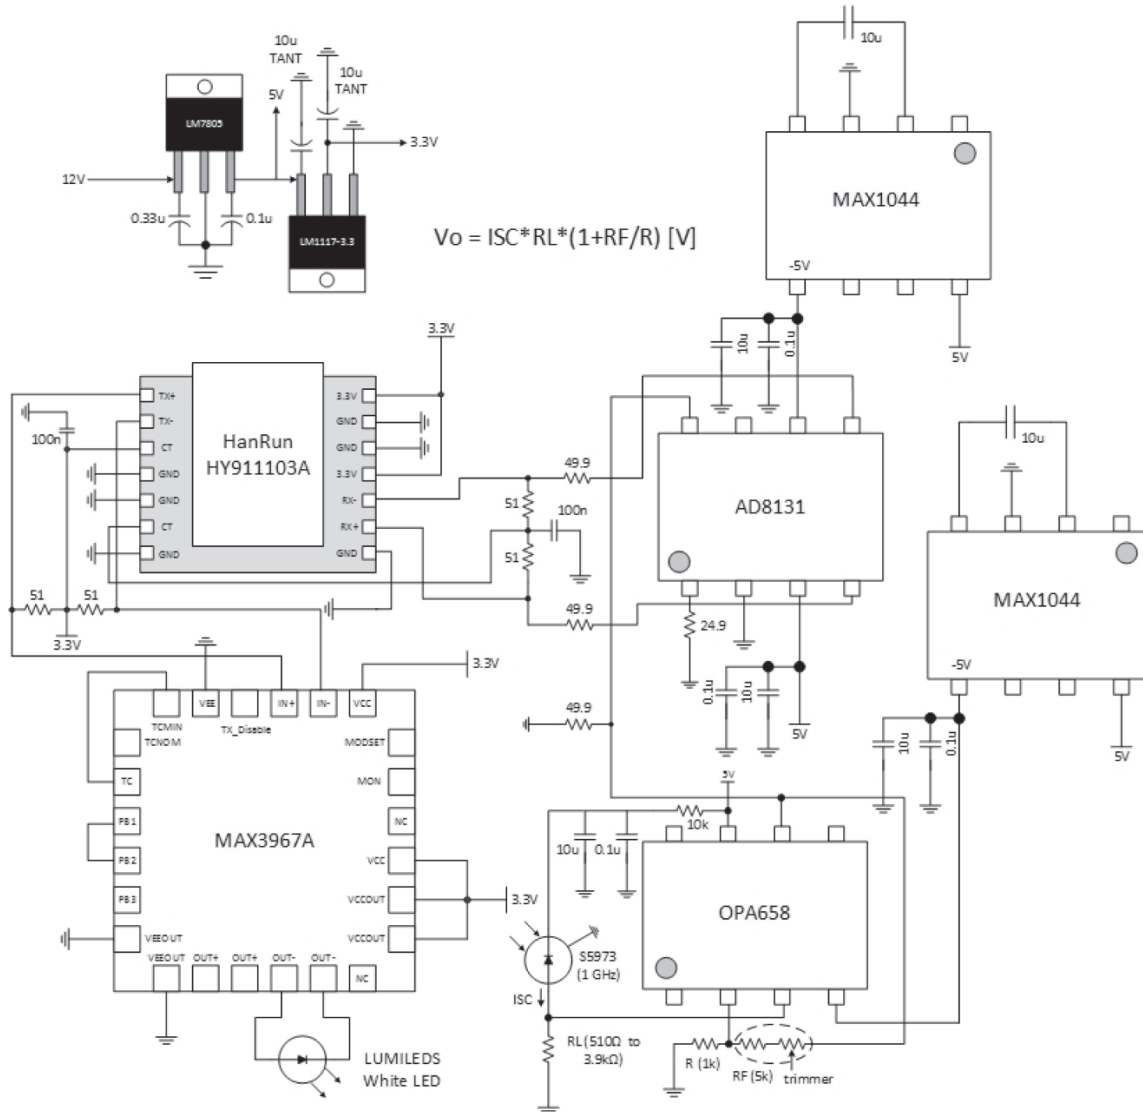 10u
TANT
10u
TANT
5V
LM7805
3.3V
12V
0.33u
0.1u
LM1117-3.3
Vo = ISC*RL*(1+RF/R) [V]
10u
MAX1044
-5V
5V
10u
0.1u
3.3V
TX+
TX-
CT
GND
GND
CT
GND
100n
HanRun
HY911103A
3.3V
GND
GND
3.3V
RX-
RX+
GND
49.9
51
100n
51
49.9
AD8131
24.9
0.1u
10u
5V
10u
MAX1044
-5V
5V
10u
0.1u
51
51
3.3V
3.3V
TCMIN
VEE
TX_Disable
IN+
IN-
VCC
TCNOM
TC
PB1
PB2
PB3
VEEOUT
MODSET
MON
NC
VCC
VCCOUT
VCCOUT
MAX3967A
3.3V
VEEOUT
OUT+
OUT+
OUT-
OUT-
NC
LUMILEDS
White LED
49.9
5V
10k
10u
0.1u
OPA658
S5973
(1 GHz)
ISC
RL(510Ω to
3.9kΩ)
R (1k)
RF (5k)
trimmer